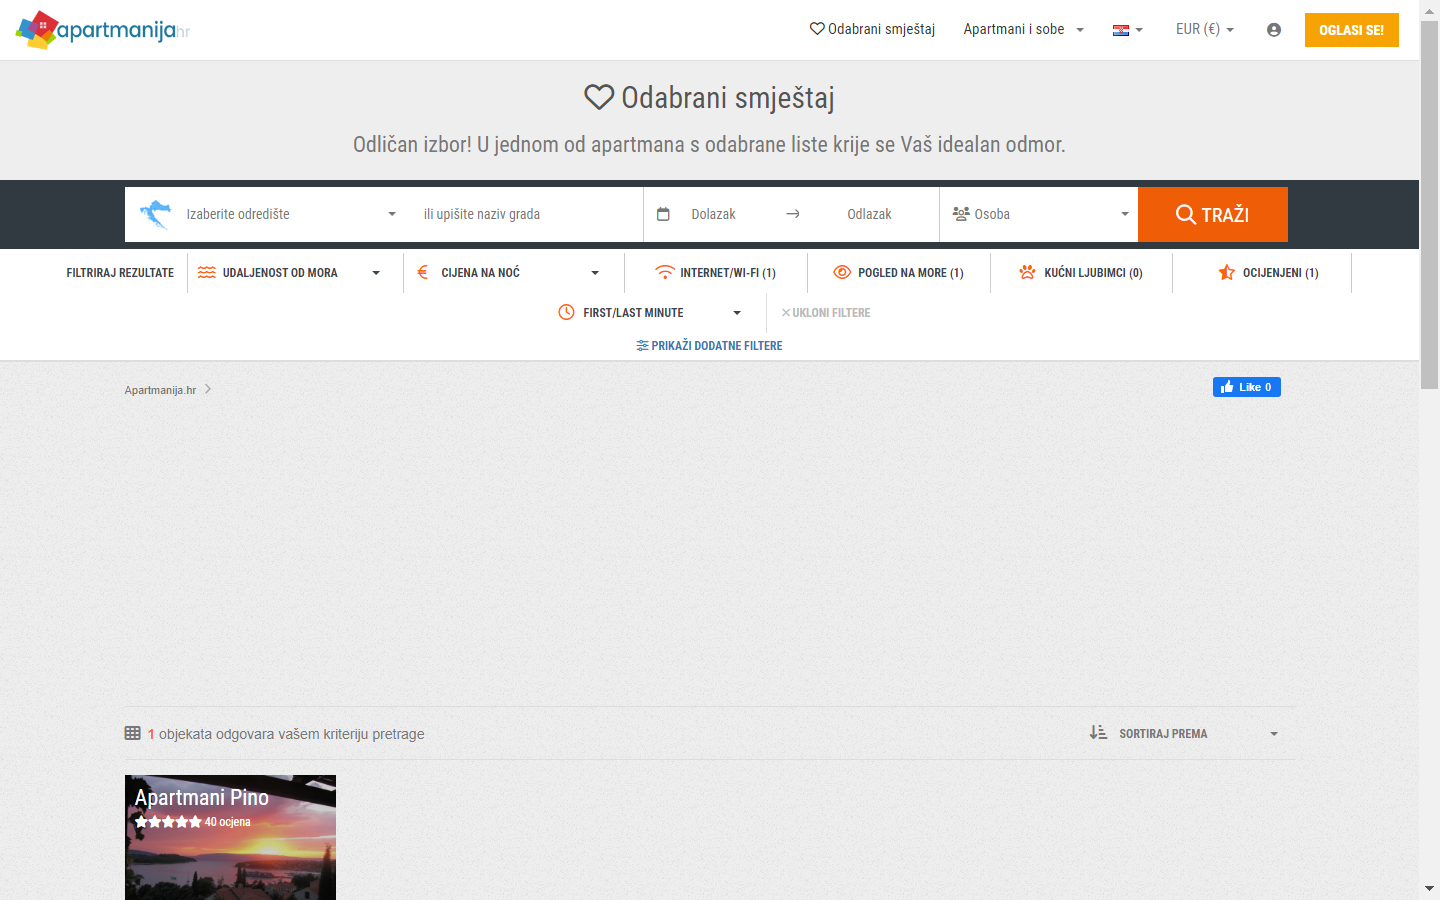 apartmanijahr
Odabrani smještaj
Apartmani i sobe
EUR (€)
OGLASI SE!
Odabrani smještaj
Odličan izbor! U jednom od apartmana s odabrane liste krije se Vaš idealan odmor.
Izaberite odredište
ili upišite naziv grada
Dolazak
Odlazak
Osoba
TRAŽI
FILTRIRAJ REZULTATE
UDALJENOST OD MORA
CIJENA NA NOĆ
INTERNET/WI-FI (1)
POGLED NA MORE (1)
KUĆNI LJUBIMCI (0)
OCIJENJENI (1)
FIRST/LAST MINUTE
UKLONI FILTERE
PRIKAŽI DODATNE FILTERE
Apartmanija.hr
Like 0
1 objekata odgovara vašem kriteriju pretrage
SORTIRAJ PREMA
Apartmani Pino
40 ocjena